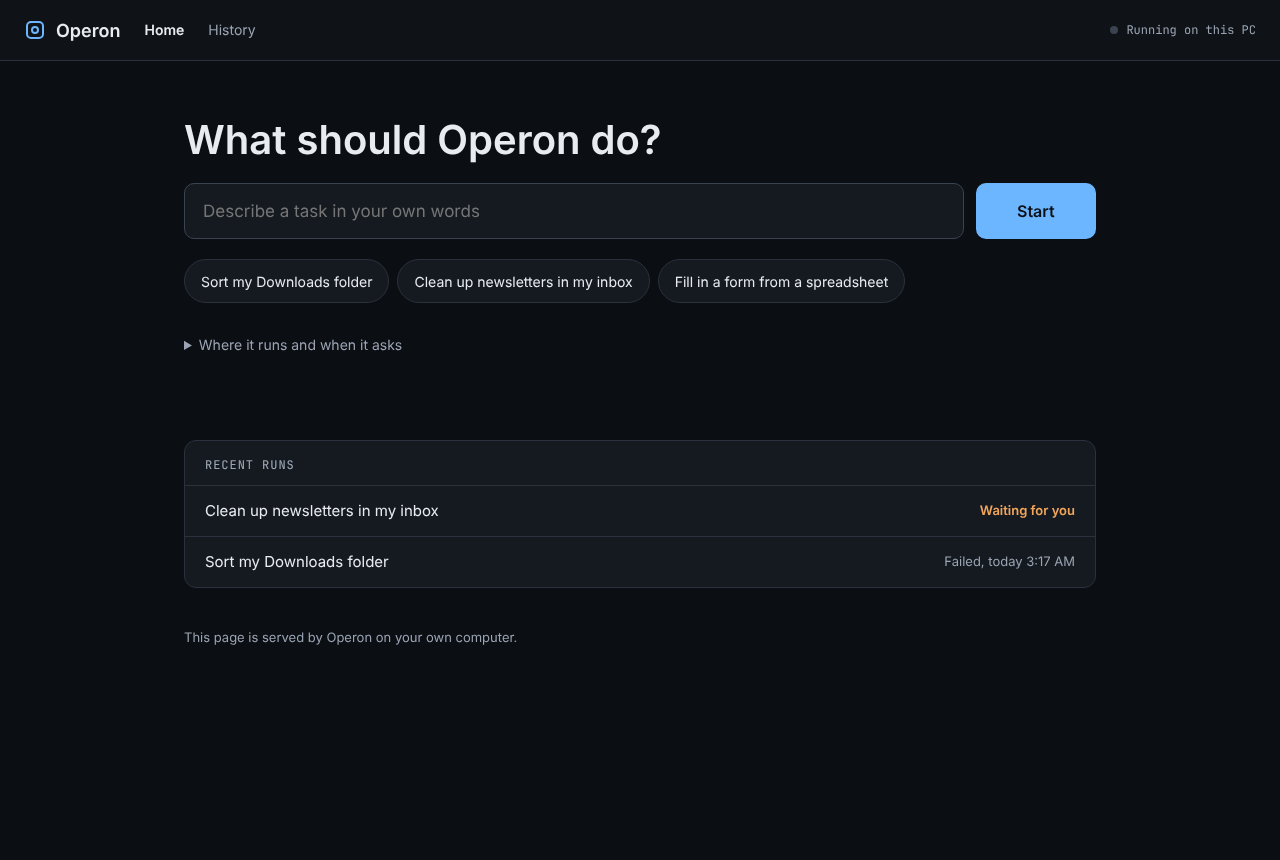 Operon Home History Running on this PC
What should Operon do?
Describe a task in your own words Start
Sort my Downloads folder Clean up newsletters in my inbox Fill in a form from a spreadsheet
Where it runs and when it asks
RECENT RUNS
Clean up newsletters in my inbox Waiting for you
Sort my Downloads folder Failed, today 3:17 AM
This page is served by Operon on your own computer.